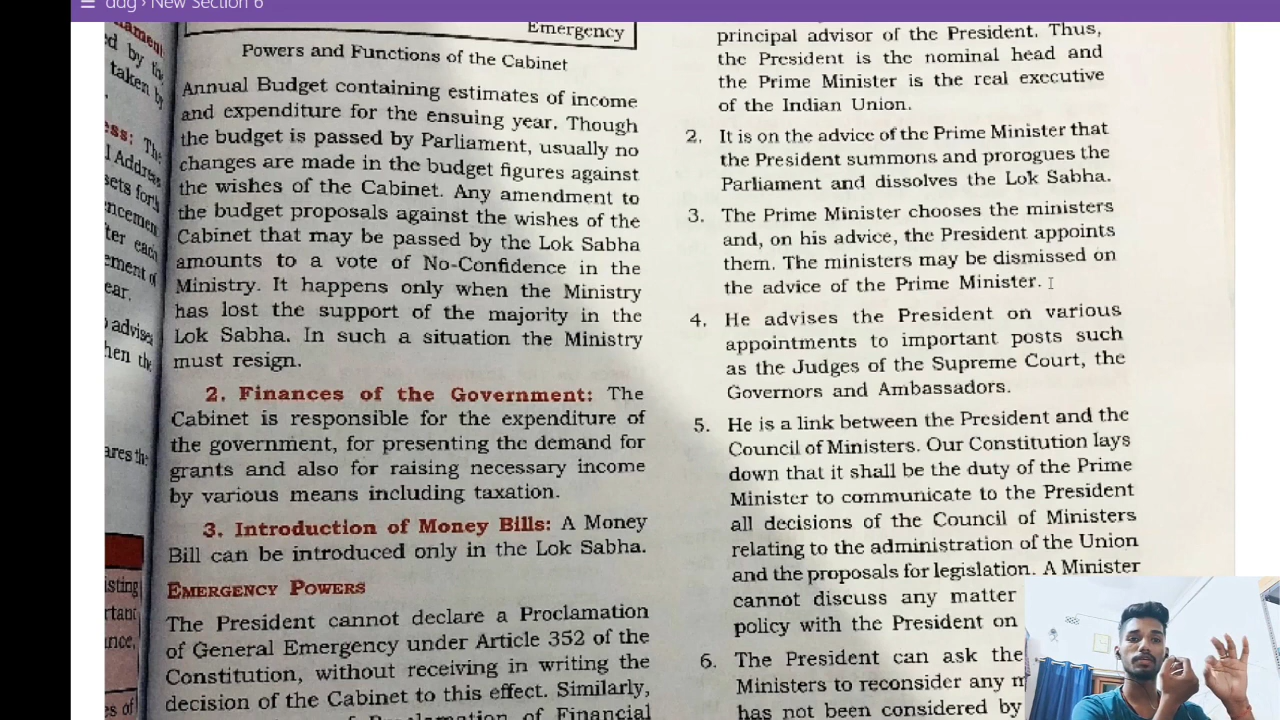 dag › New Section 6
Emergency
Powers and Functions of the Cabinet
Annual Budget containing estimates of income
and expenditure for the ensuing year. Though
the budget is passed by Parliament, usually no
changes are made in the budget figures against
the wishes of the Cabinet. Any amendment to
the budget proposals against the wishes of the
Cabinet that may be passed by the Lok Sabha
amounts to a vote of No-Confidence in the
Ministry. It happens only when the Ministry
has lost the support of the majority in the
Lok Sabha. In such a situation the Ministry
must resign.
2. Finances of the Government: The
Cabinet is responsible for the expenditure of
the government, for presenting the demand for
grants and also for raising necessary income
by various means including taxation.
3. Introduction of Money Bills: A Money
Bill can be introduced only in the Lok Sabha.
EMERGENCY POWERS
The President cannot declare a Proclamation
of General Emergency under Article 352 of the
Constitution, without receiving in writing the
decision of the Cabinet to this effect. Similarly,
of Financial
principal advisor of the President. Thus,
the President is the nominal head and
the Prime Minister is the real executive
of the Indian Union.
2. It is on the advice of the Prime Minister that
the President summons and prorogues the
Parliament and dissolves the Lok Sabha.
3. The Prime Minister chooses the ministers
and, on his advice, the President appoints
them. The ministers may be dismissed on
the advice of the Prime Minister.
4. He advises the President on various
appointments to important posts such
as the Judges of the Supreme Court, the
Governors and Ambassadors.
5. He is a link between the President and the
Council of Ministers. Our Constitution lays
down that it shall be the duty of the Prime
Minister to communicate to the President
all decisions of the Council of Ministers
relating to the administration of the Union
and the proposals for legislation. A Minister
cannot discuss any matter
policy with the President on
6. The President can ask the
Ministers to reconsider any
has not been considered by